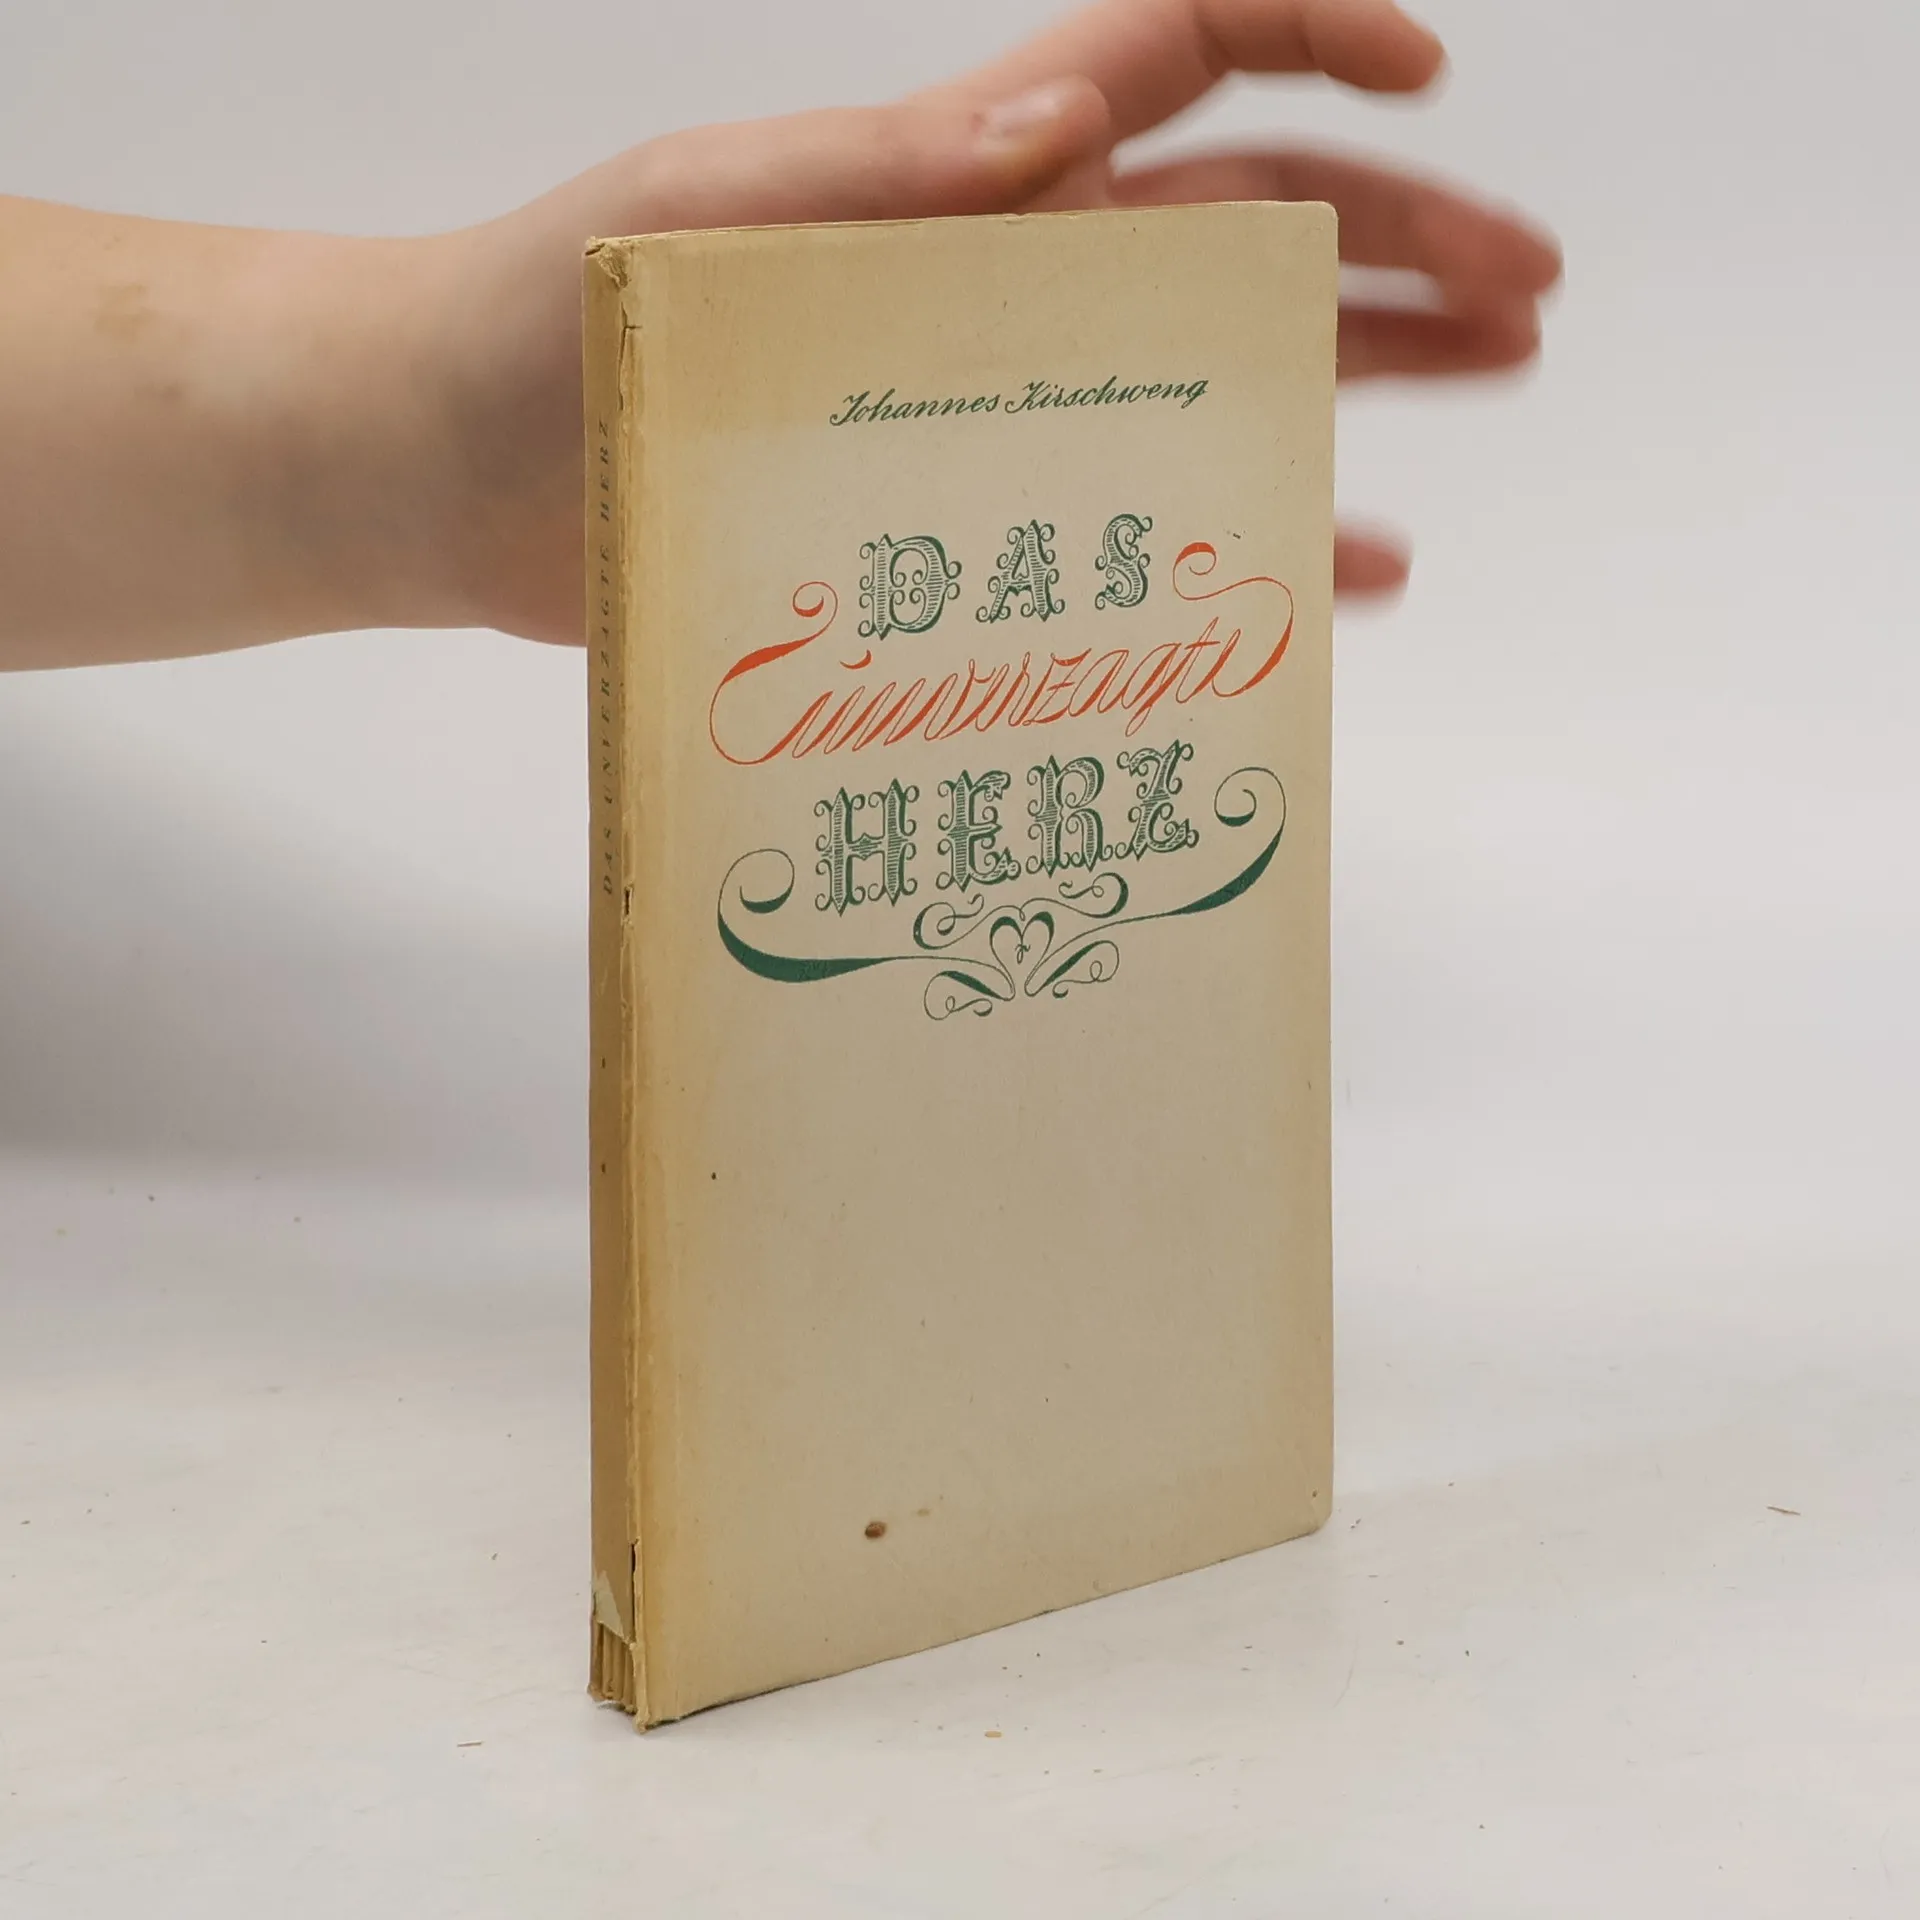 Johannes Kirschweng
DAS
unverzagte
HERZ
DAS UNVERZAGTE HERZ